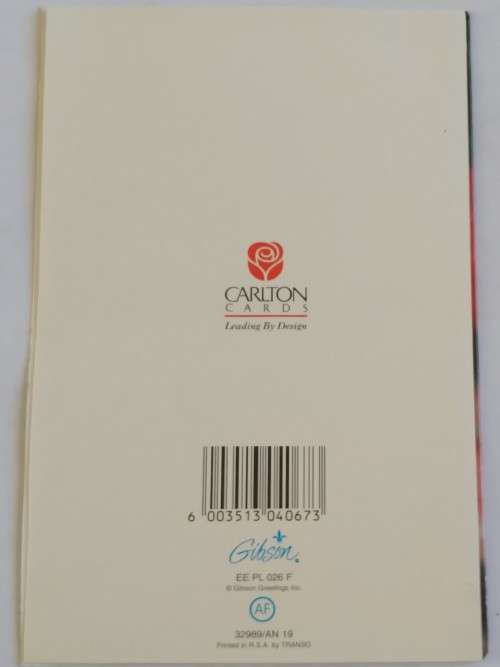 CARLTON
CARDS
Leading By Design
6 003513 040673
Gibson.
EE PL 026 F
© Gibson Greetings Inc.
AF
32989/AN 19
Printed in R.S.A. by TRANSO